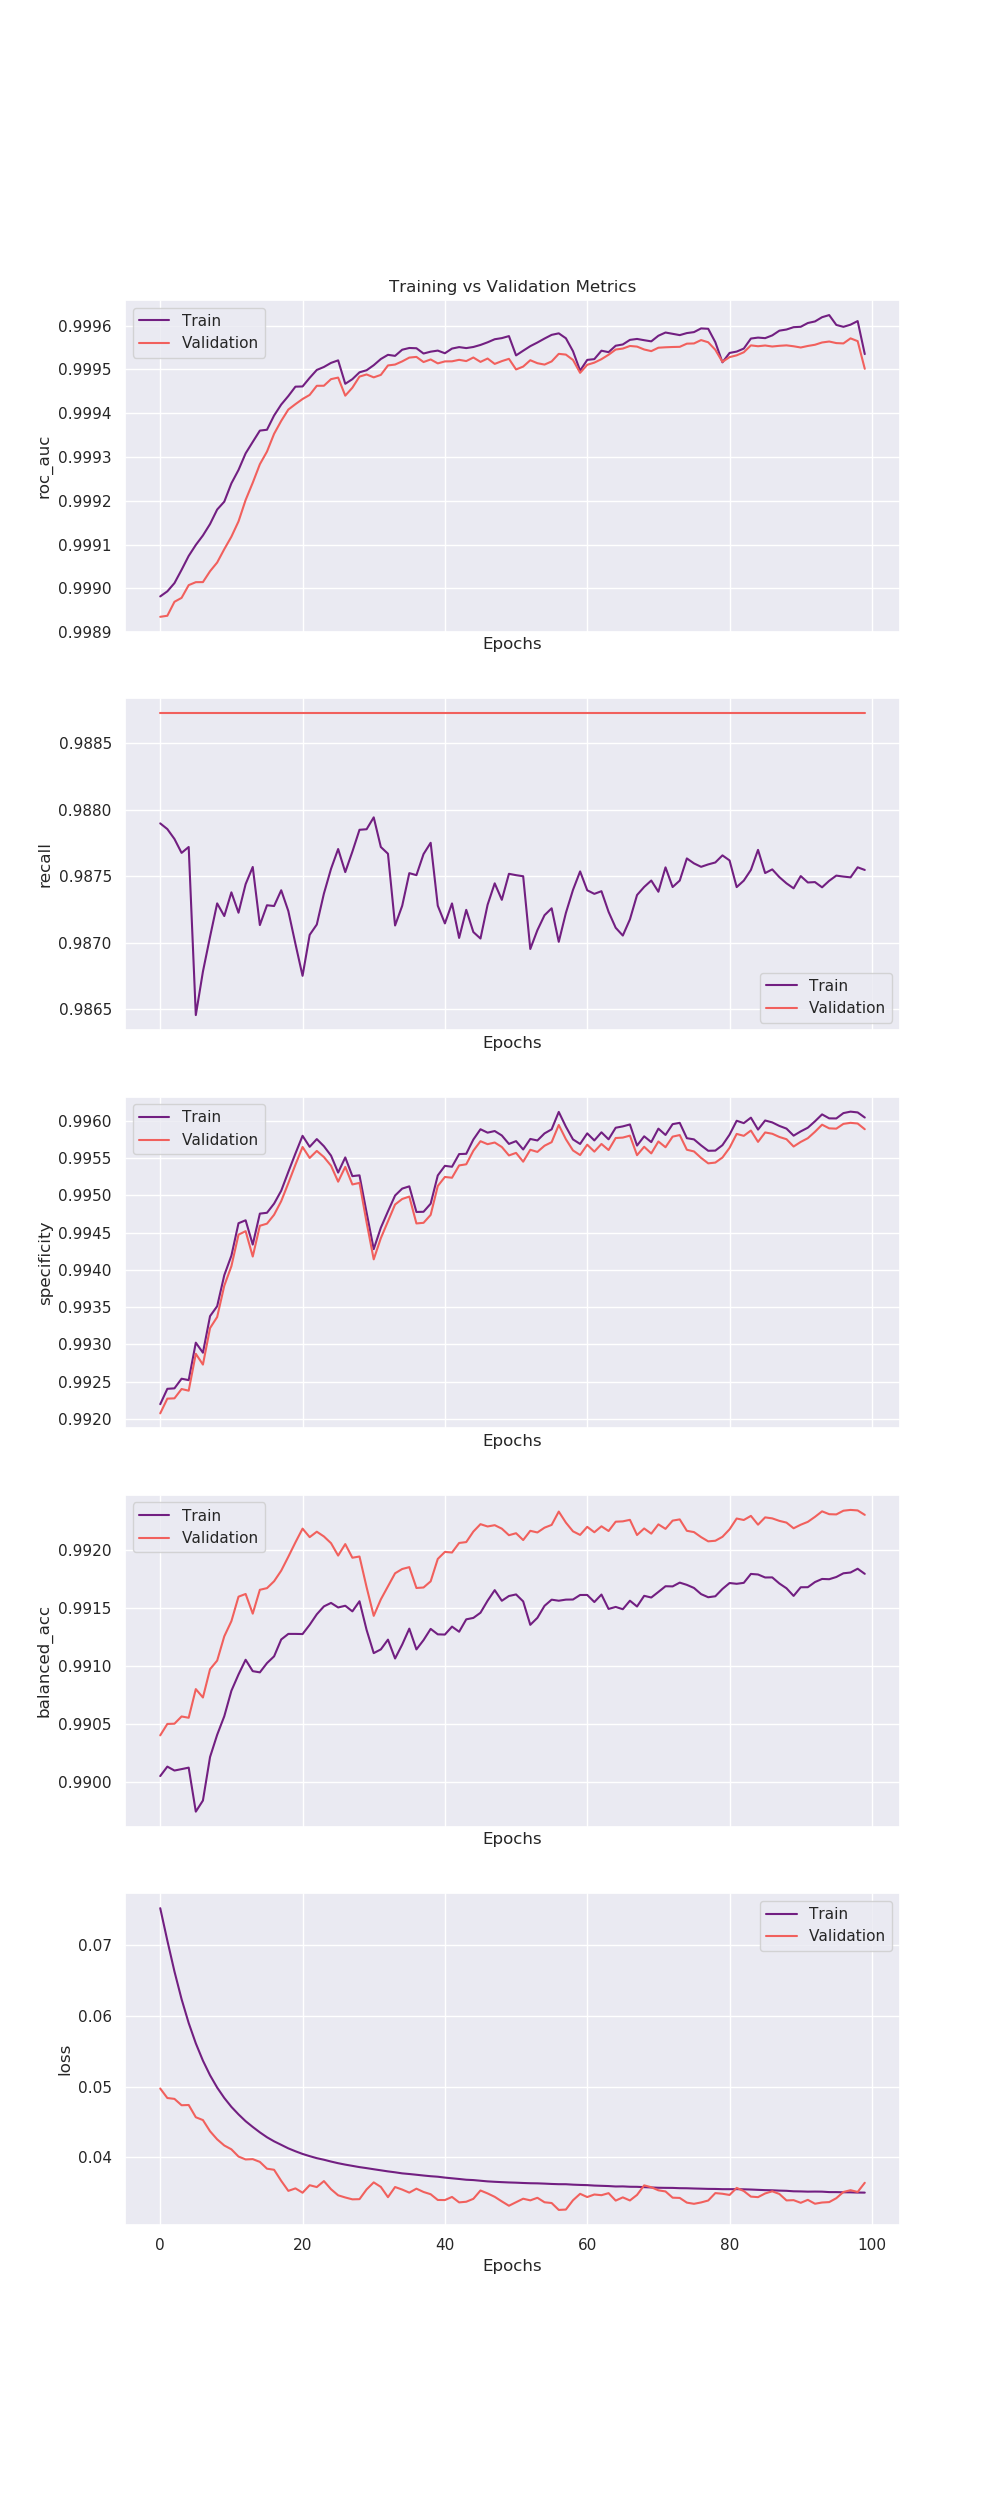 Training vs Validation Metrics
Train
Validation
0.9996
0.9995
0.9994
0.9993
0.9992
0.9991
0.9990
0.9989
roc_auc
Epochs
0.9885
0.9880
0.9875
0.9870
0.9865
recall
Train
Validation
Epochs
Train
Validation
0.9960
0.9955
0.9950
0.9945
0.9940
0.9935
0.9930
0.9925
0.9920
specificity
Epochs
Train
Validation
0.9920
0.9915
0.9910
0.9905
0.9900
balanced_acc
Epochs
Train
Validation
0.07
0.06
0.05
0.04
loss
0 20 40 60 80 100
Epochs